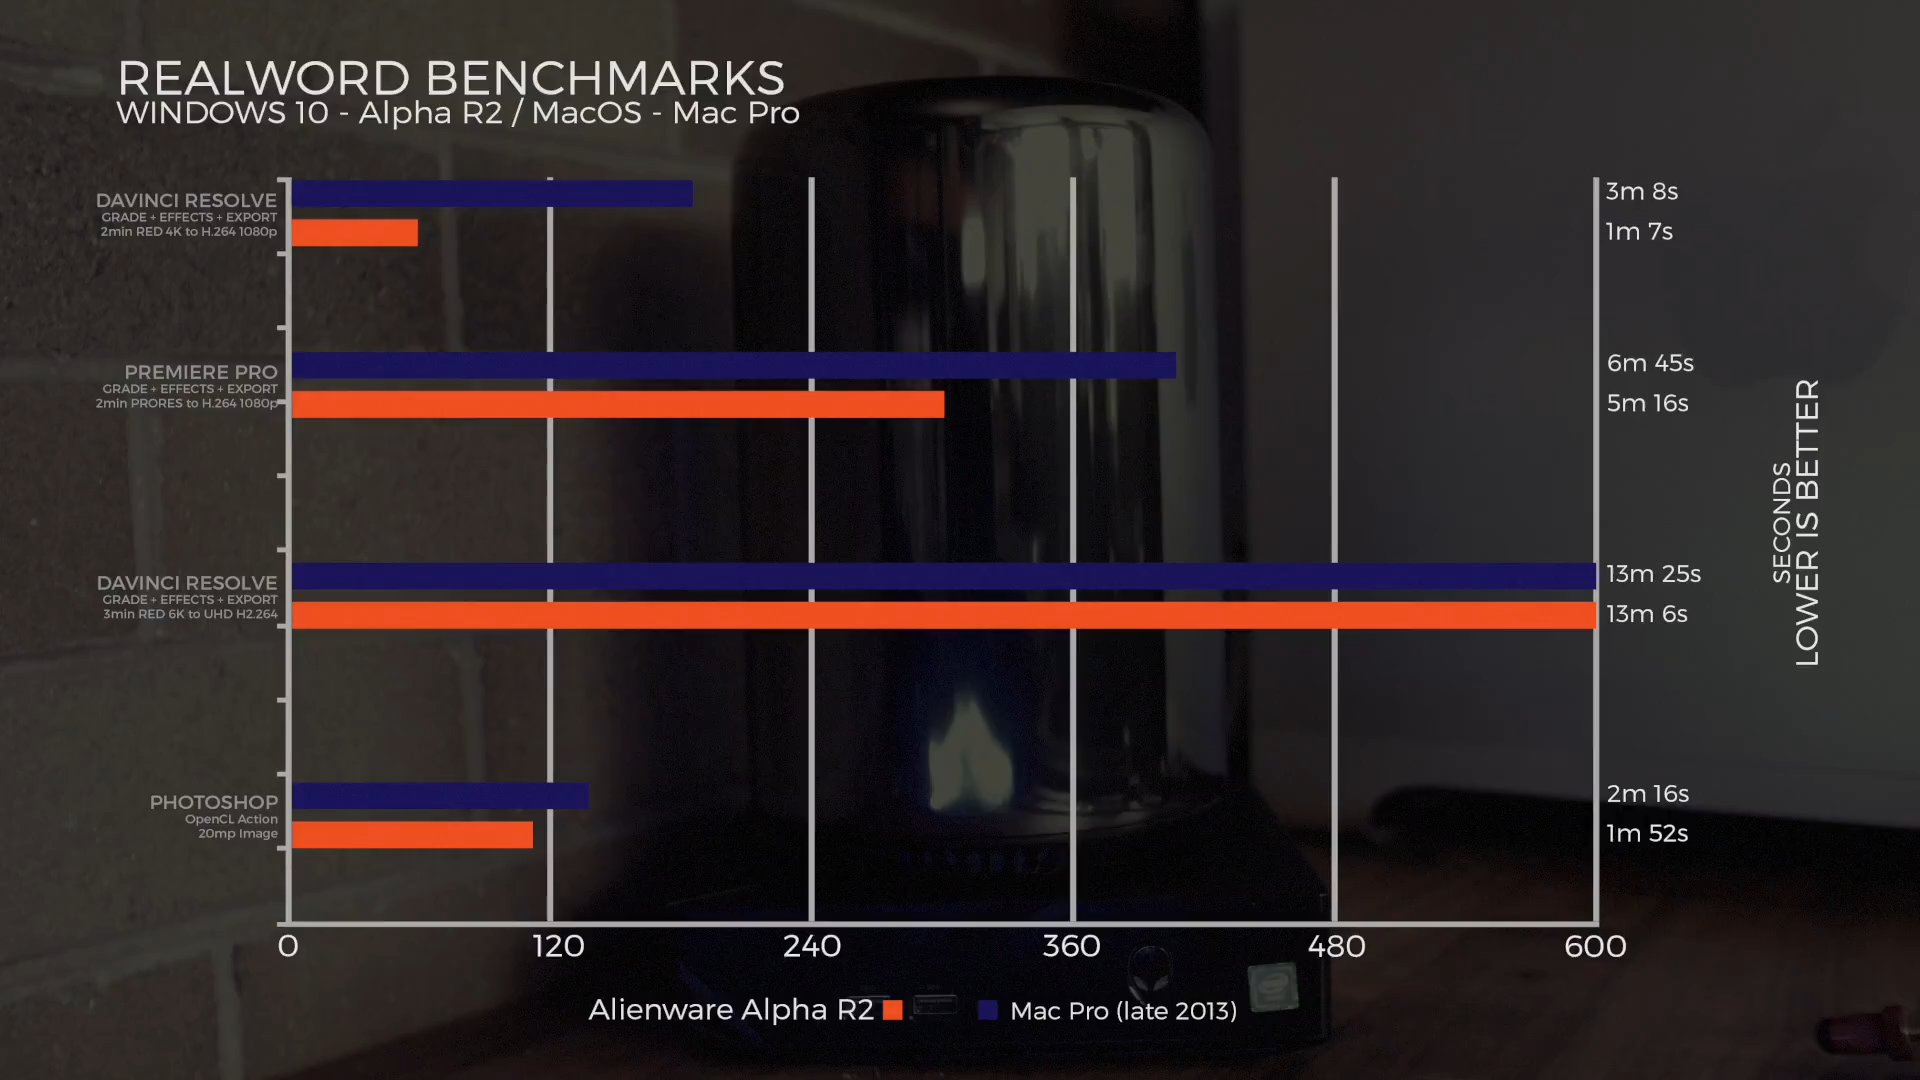 REALWORD BENCHMARKS
WINDOWS 10 - Alpha R2 / MacOS - Mac Pro
DAVINCI RESOLVE
GRADE + EFFECTS + EXPORT
2min RED 4K to H.264 1080p
3m 8s
1m 7s
PREMIERE PRO
GRADE + EFFECTS + EXPORT
2min PRORES to H.264 1080p
6m 45s
5m 16s
DAVINCI RESOLVE
GRADE + EFFECTS + EXPORT
3min RED 6K to UHD H2.264
13m 25s
13m 6s
PHOTOSHOP
OpenCL Action
20mp Image
2m 16s
1m 52s
SECONDS
LOWER IS BETTER
0 120 240 360 480 600
Alienware Alpha R2 Mac Pro (late 2013)